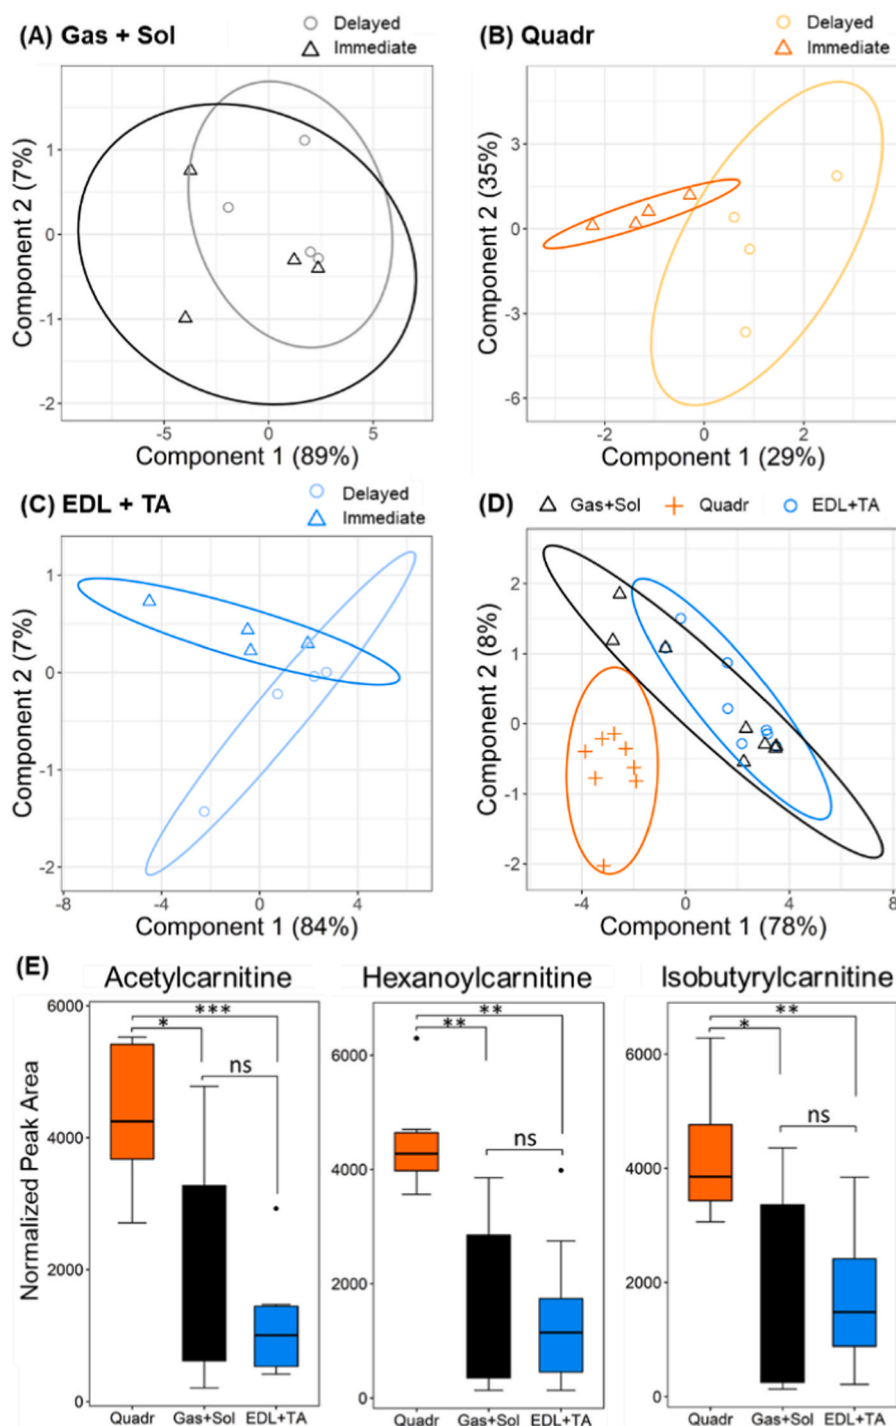 (A) Gas + Sol
Delayed
Immediate
Component 2 (7%)
1
0
-1
-2
-5
0
5
Component 1 (89%)
(B) Quadr
Delayed
Immediate
Component 2 (35%)
3
0
-3
-6
-2
0
2
Component 1 (29%)
(C) EDL + TA
Delayed
Immediate
Component 2 (7%)
1
0
-1
-2
-8
-4
0
4
Component 1 (84%)
(D)
Gas+Sol
Quadr
EDL+TA
Component 2 (8%)
2
1
0
-1
-2
-4
0
4
8
Component 1 (78%)
(E)
Acetylcarnitine
Normalized Peak Area
6000
4000
2000
0
***
*
ns
Quadr
Gas+Sol
EDL+TA
Hexanoylcarnitine
6000
4000
2000
0
**
**
ns
Quadr
Gas+Sol
EDL+TA
Isobutyrylcarnitine
6000
4000
2000
0
**
*
ns
Quadr
Gas+Sol
EDL+TA